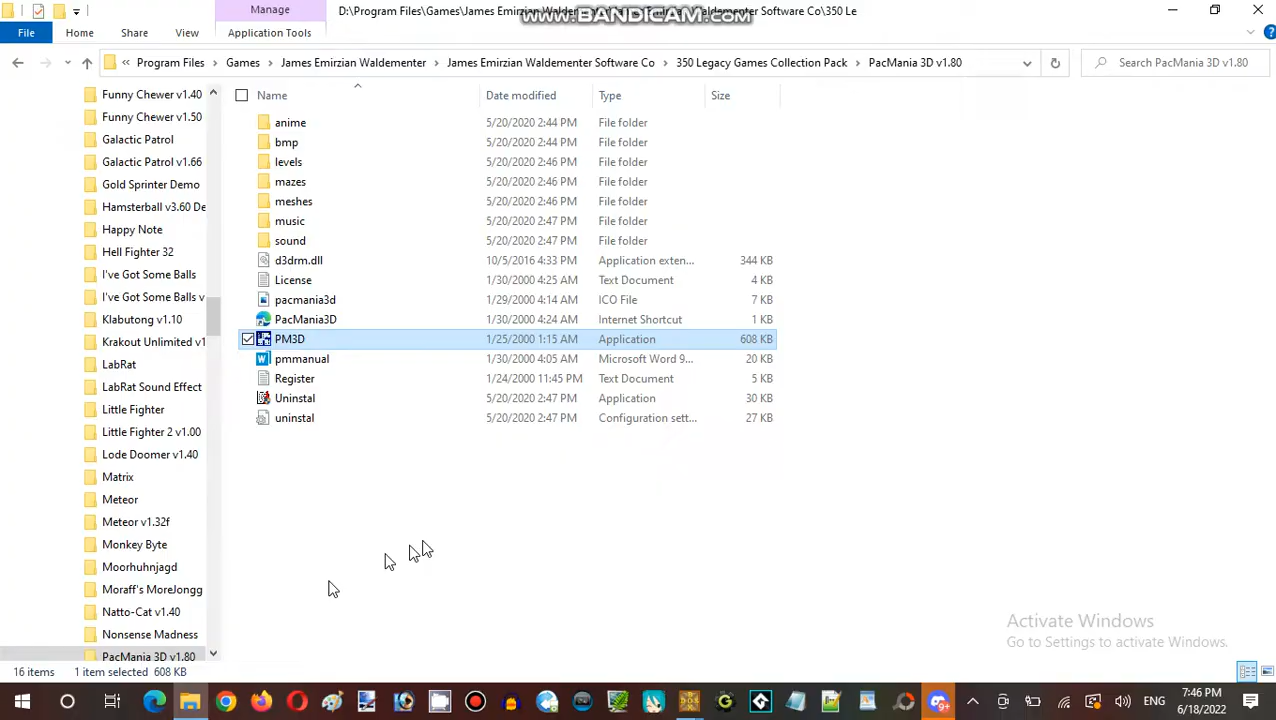 Manage
D:\Program Files\Games\James Emirzian Waldementer\James Emirzian Waldementer Software Co\350 Le
www.BANDICAM.com
File
Home
Share
View
Application Tools
« Program Files > Games > James Emirzian Waldementer > James Emirzian Waldementer Software Co > 350 Legacy Games Collection Pack > PacMania 3D v1.80
Search PacMania 3D v1.80
Funny Chewer v1.40
Funny Chewer v1.50
Galactic Patrol
Galactic Patrol v1.66
Gold Sprinter Demo
Hamsterball v3.60 De
Happy Note
Hell Fighter 32
I've Got Some Balls
I've Got Some Balls v
Klabutong v1.10
Krakout Unlimited v1
LabRat
LabRat Sound Effect
Little Fighter
Little Fighter 2 v1.00
Lode Doomer v1.40
Matrix
Meteor
Meteor v1.32f
Monkey Byte
Moorhuhnjagd
Moraff's MoreJongg
Natto-Cat v1.40
Nonsense Madness
PacMania 3D v1.80
Name Date modified Type Size
anime 5/20/2020 2:44 PM File folder
bmp 5/20/2020 2:44 PM File folder
levels 5/20/2020 2:46 PM File folder
mazes 5/20/2020 2:46 PM File folder
meshes 5/20/2020 2:46 PM File folder
music 5/20/2020 2:47 PM File folder
sound 5/20/2020 2:47 PM File folder
d3drm.dll 10/5/2016 4:33 PM Application exten... 344 KB
License 1/30/2000 4:25 AM Text Document 4 KB
pacmania3d 1/29/2000 4:14 AM ICO File 7 KB
PacMania3D 1/30/2000 4:24 AM Internet Shortcut 1 KB
PM3D 1/25/2000 1:15 AM Application 608 KB
pmmanual 1/30/2000 4:05 AM Microsoft Word 9... 20 KB
Register 1/24/2000 11:45 PM Text Document 5 KB
Uninstal 5/20/2020 2:47 PM Application 30 KB
uninstal 5/20/2020 2:47 PM Configuration sett... 27 KB
Activate Windows
Go to Settings to activate Windows.
16 items 1 item selected 608 KB
ENG
7:46 PM
6/18/2022